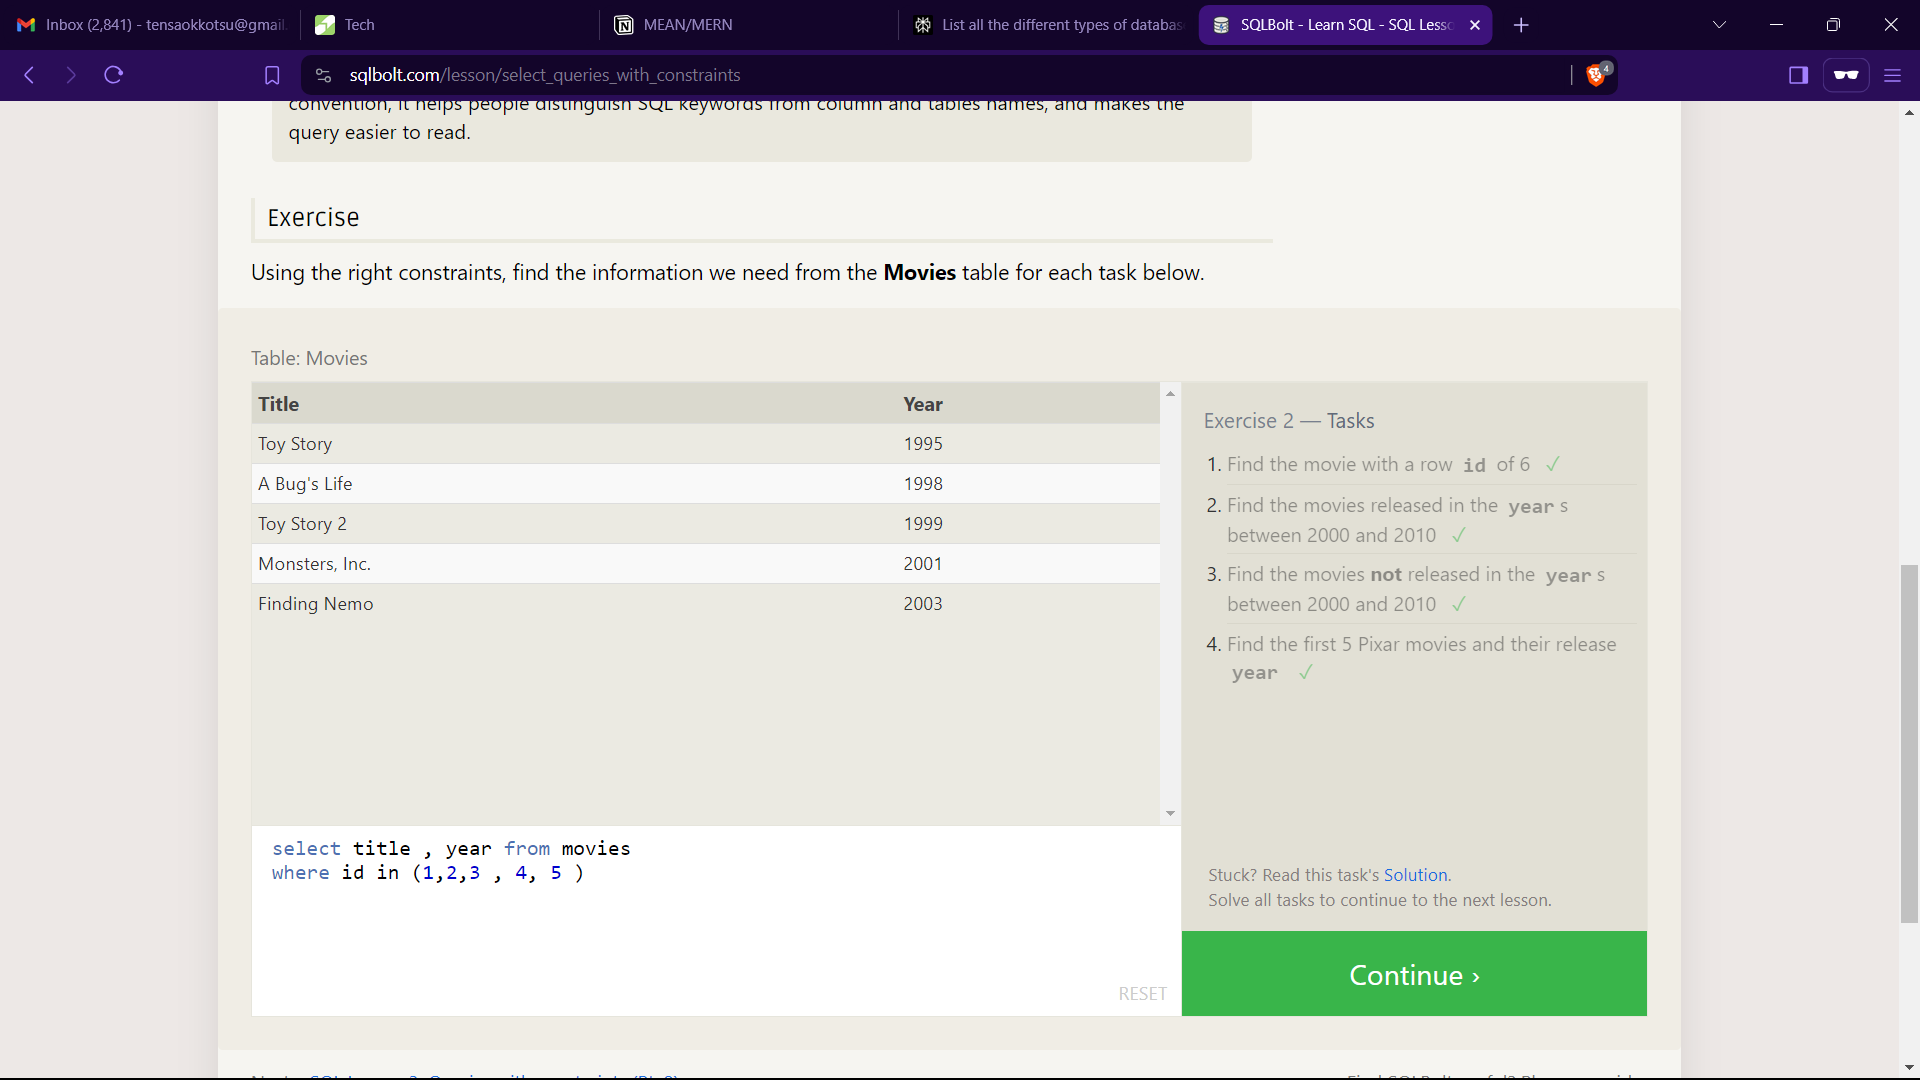 Inbox (2,841) - tensaokkotsu@gmail.
Tech
MEAN/MERN
List all the different types of databas
SQLBolt - Learn SQL - SQL Less
sqlbolt.com/lesson/select_queries_with_constraints
4
convention, it helps people distinguish SQL keywords from column and tables names, and makes the
query easier to read.
Exercise
Using the right constraints, find the information we need from the Movies table for each task below.
Table: Movies
Title Year
Toy Story 1995
A Bug's Life 1998
Toy Story 2 1999
Monsters, Inc. 2001
Finding Nemo 2003
Exercise 2 — Tasks
1. Find the movie with a row id of 6 ✓
2. Find the movies released in the year s
between 2000 and 2010 ✓
3. Find the movies not released in the year s
between 2000 and 2010 ✓
4. Find the first 5 Pixar movies and their release
year ✓
select title , year from movies
where id in (1,2,3 , 4, 5 )
RESET
Stuck? Read this task's Solution.
Solve all tasks to continue to the next lesson.
Continue ›